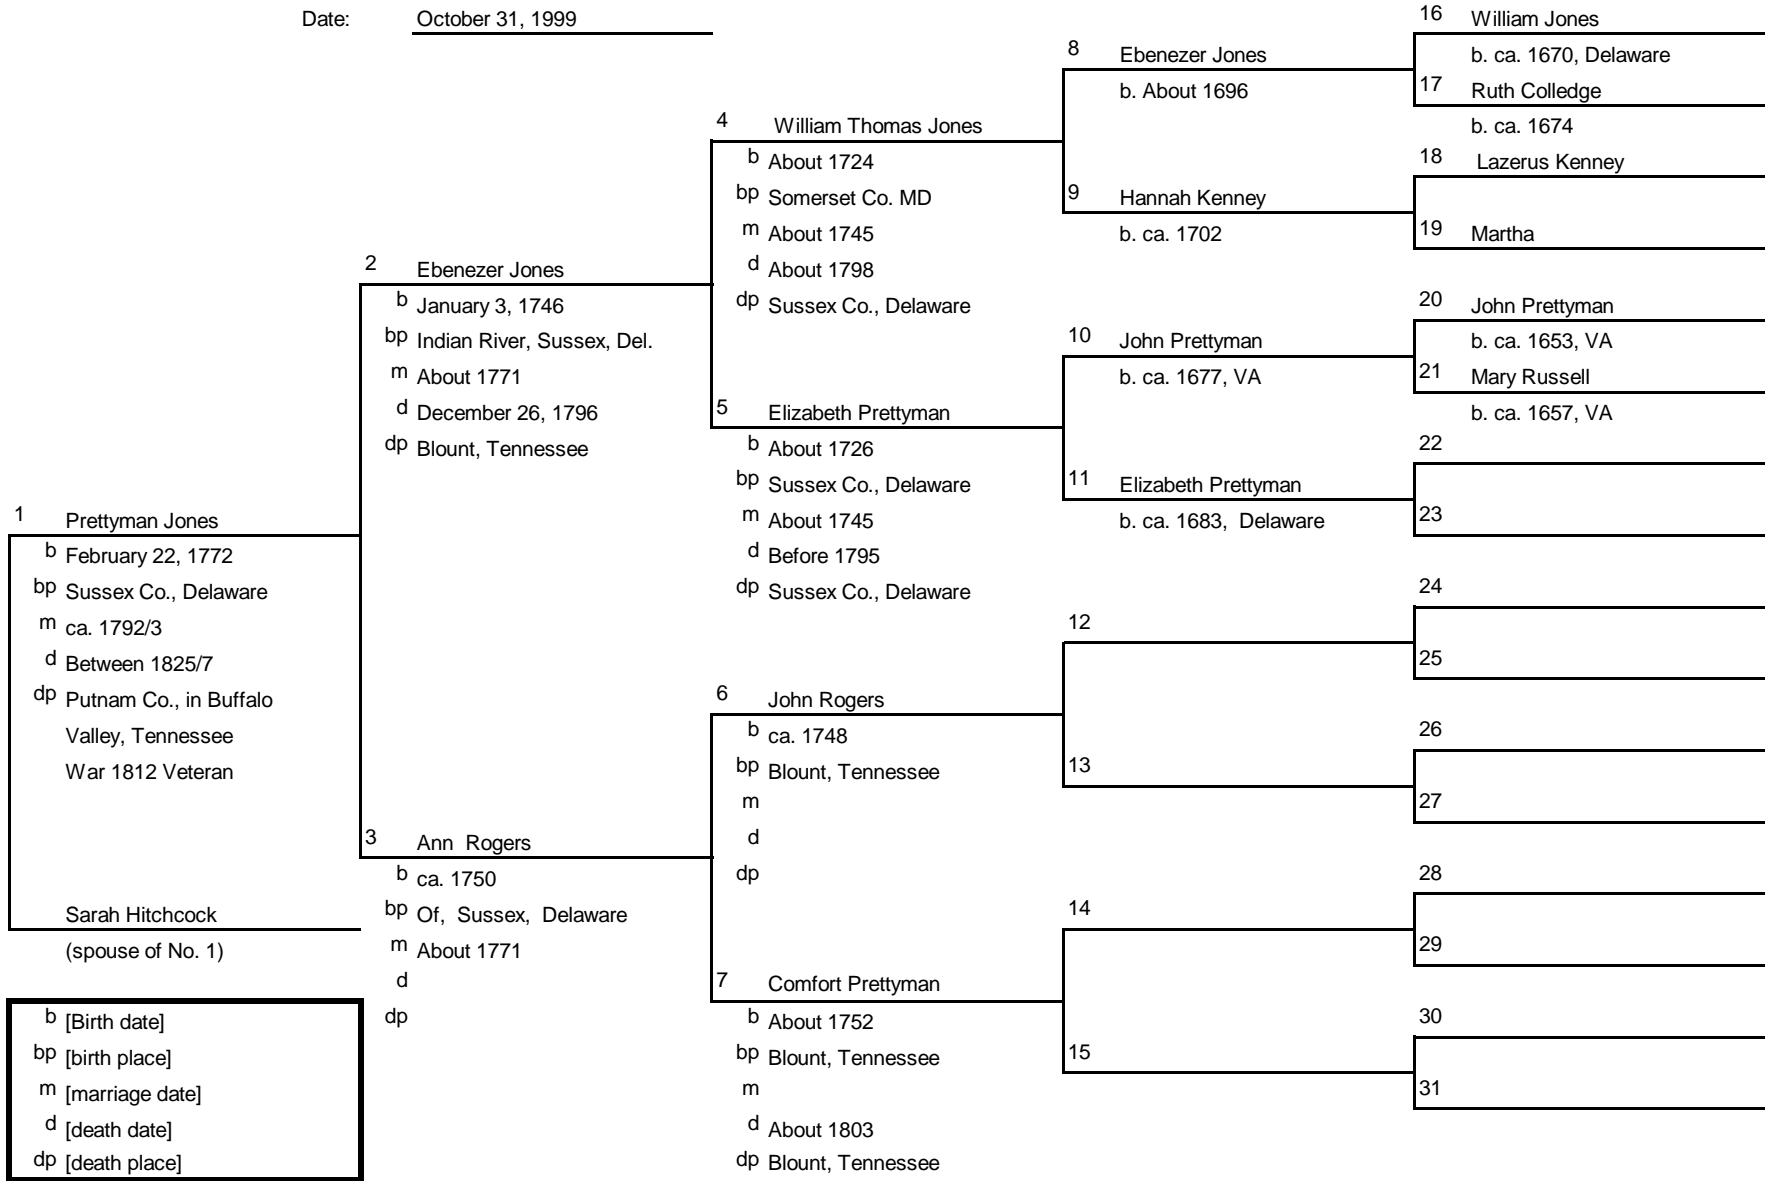 Date: October 31, 1999
1 Prettyman Jones
b February 22, 1772
bp Sussex Co., Delaware
m ca. 1792/3
d Between 1825/7
dp Putnam Co., in Buffalo
Valley, Tennessee
War 1812 Veteran
Sarah Hitchcock
(spouse of No. 1)
b [Birth date]
bp [birth place]
m [marriage date]
d [death date]
dp [death place]
2 Ebenezer Jones
b January 3, 1746
bp Indian River, Sussex, Del.
m About 1771
d December 26, 1796
dp Blount, Tennessee
3 Ann Rogers
b ca. 1750
bp Of, Sussex, Delaware
m About 1771
d
dp
4 William Thomas Jones
b About 1724
bp Somerset Co. MD
m About 1745
d About 1798
dp Sussex Co., Delaware
5 Elizabeth Prettyman
b About 1726
bp Sussex Co., Delaware
m About 1745
d Before 1795
dp Sussex Co., Delaware
6 John Rogers
b ca. 1748
bp Blount, Tennessee
m
d
dp
7 Comfort Prettyman
b About 1752
bp Blount, Tennessee
m
d About 1803
dp Blount, Tennessee
8 Ebenezer Jones
b. About 1696
9 Hannah Kenney
b. ca. 1702
10 John Prettyman
b. ca. 1677, VA
11 Elizabeth Prettyman
b. ca. 1683, Delaware
12
13
14
15
16 William Jones
b. ca. 1670, Delaware
17 Ruth Colledge
b. ca. 1674
18 Lazerus Kenney
19 Martha
20 John Prettyman
b. ca. 1653, VA
21 Mary Russell
b. ca. 1657, VA
22
23
24
25
26
27
28
29
30
31